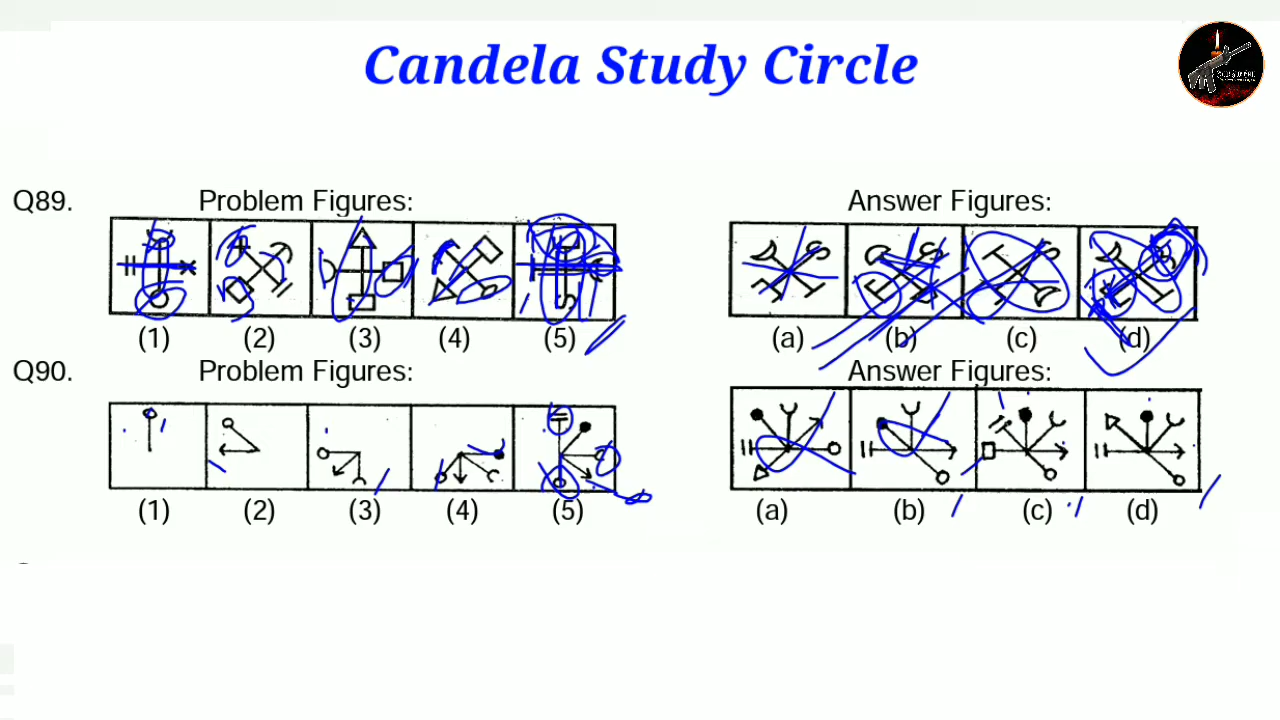 Candela Study Circle
Q89. Problem Figures: Answer Figures:
(1) (2) (3) (4) (5) (a) (b) (c) (d)
Q90. Problem Figures: Answer Figures:
(1) (2) (3) (4) (5) (a) (b) (c) (d)